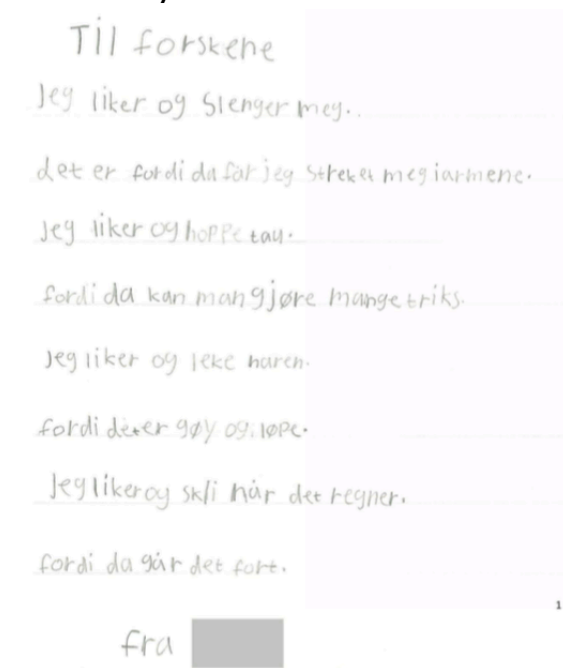 Til forskene
Jeg liker og Slenger meg.
det er fordi da får jeg streket meg iarmene.
Jeg liker og hoppe tau.
fordi da kan man gjøre mange triks.
Jeg liker og leke haren.
fordi det er gøy og løpe.
Jeg liker og skli når det regner.
fordi da går det fort.
1
fra